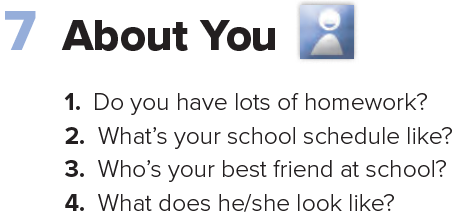 7 About You
1. Do you have lots of homework?
2. What's your school schedule like?
3. Who's your best friend at school?
4. What does he/she look like?